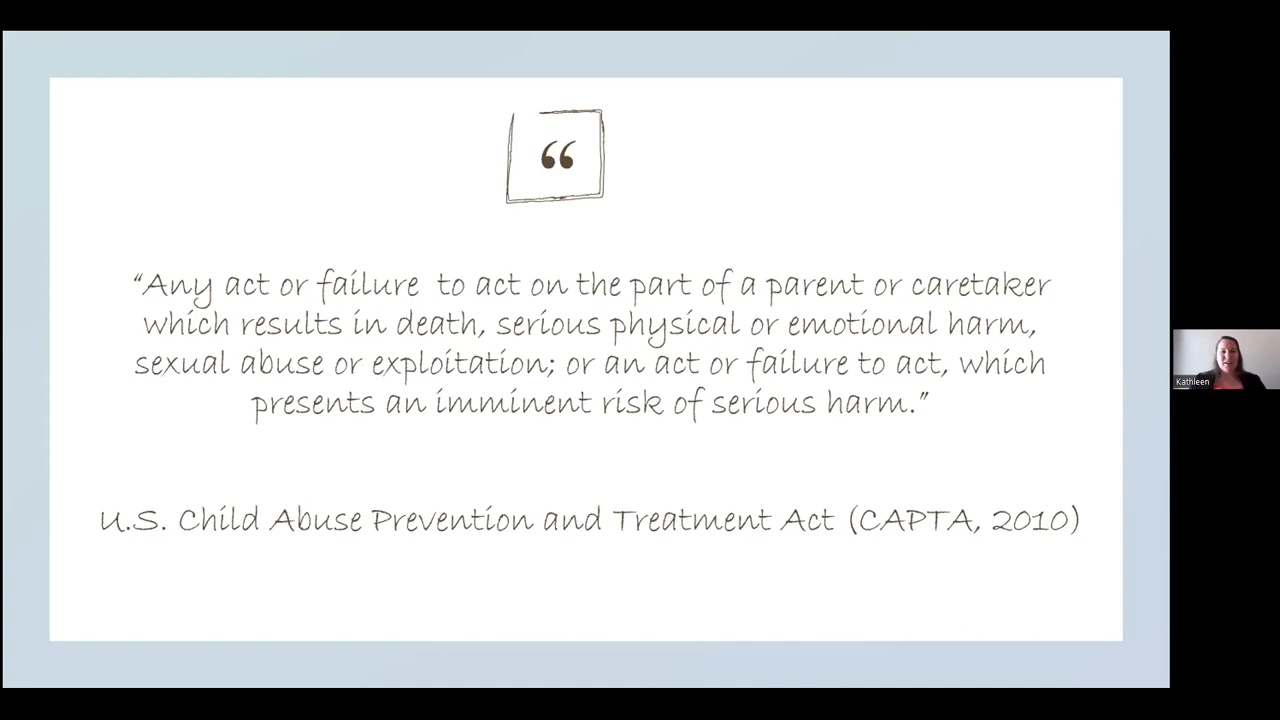 “
“Any act or failure to act on the part of a parent or caretaker
which results in death, serious physical or emotional harm,
sexual abuse or exploitation; or an act or failure to act, which
presents an imminent risk of serious harm.”
U.S. Child Abuse Prevention and Treatment Act (CAPTA, 2010)
Kathleen